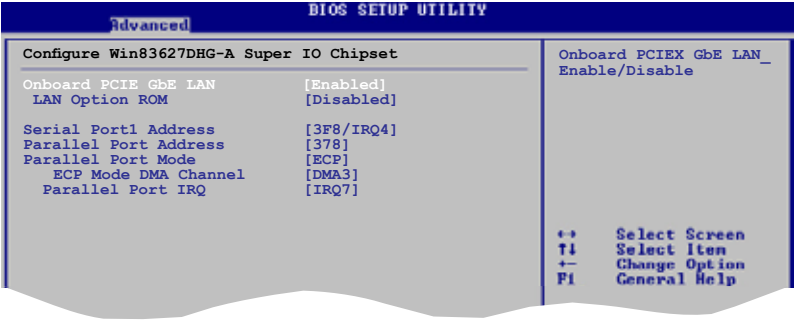 BIOS SETUP UTILITY
Advanced
Configure Win83627DHG-A Super IO Chipset
Onboard PCIE GbE LAN [Enabled]
LAN Option ROM [Disabled]
Serial Port1 Address [3F8/IRQ4]
Parallel Port Address [378]
Parallel Port Mode [ECP]
ECP Mode DMA Channel [DMA3]
Parallel Port IRQ [IRQ7]
Onboard PCIEX GbE LAN_
Enable/Disable
←→ Select Screen
↑↓ Select Item
+- Change Option
F1 General Help